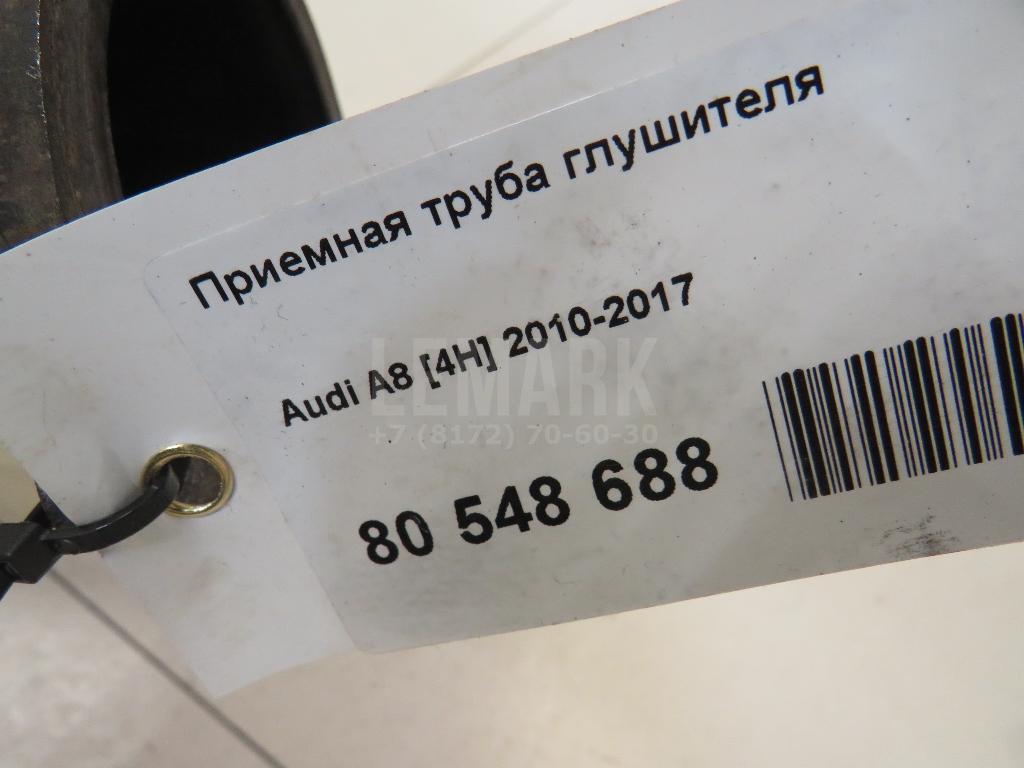 Приемная труба глушителя
Audi A8 [4H] 2010-2017
LEMARK
+7 (8172) 70-60-30
80 548 688